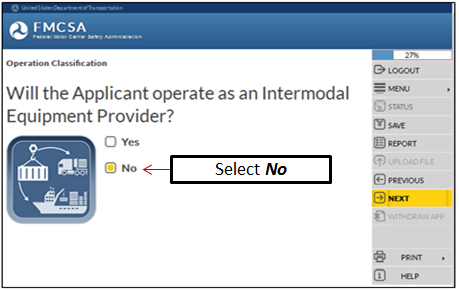 United States Department of Transportation
FMCSA
Federal Motor Carrier Safety Administration
Operation Classification
Will the Applicant operate as an Intermodal
Equipment Provider?
Yes
No
Select No
27%
LOGOUT
MENU
STATUS
SAVE
REPORT
UPLOAD FILE
PREVIOUS
NEXT
WITHDRAW APP
PRINT
HELP